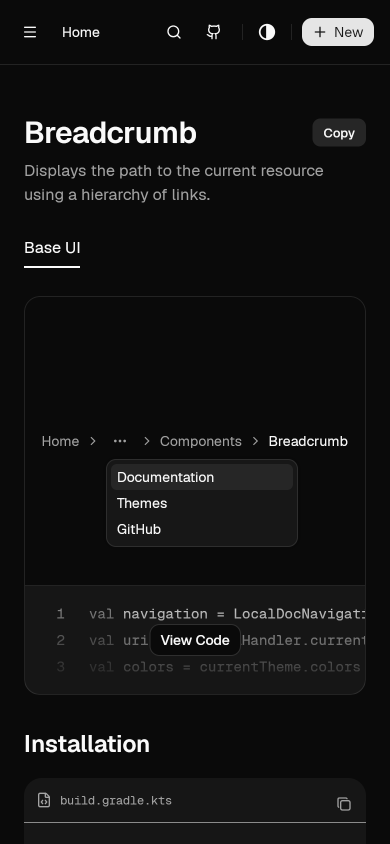 Home
New
Breadcrumb
Copy
Displays the path to the current resource
using a hierarchy of links.
Base UI
Home > ··· > Components > Breadcrumb
Documentation
Themes
GitHub
1 val navigation = LocalDocNavigati
2 val uri Handler.current
View Code
3 val colors = currentTheme.colors
Installation
build.gradle.kts